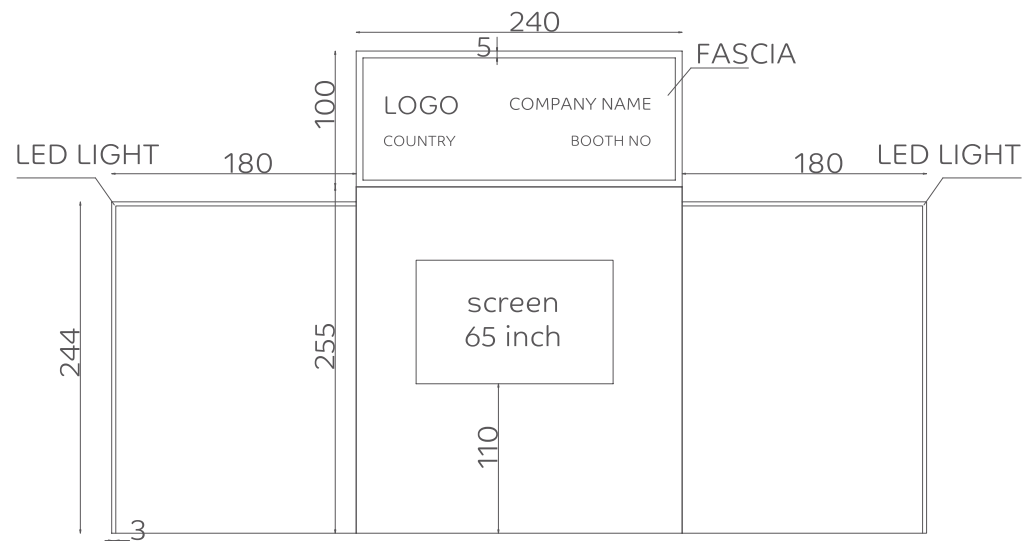 240
5
FASCIA
100
LOGO
COMPANY NAME
COUNTRY
BOOTH NO
LED LIGHT
180
180
LED LIGHT
screen
65 inch
244
255
110
3